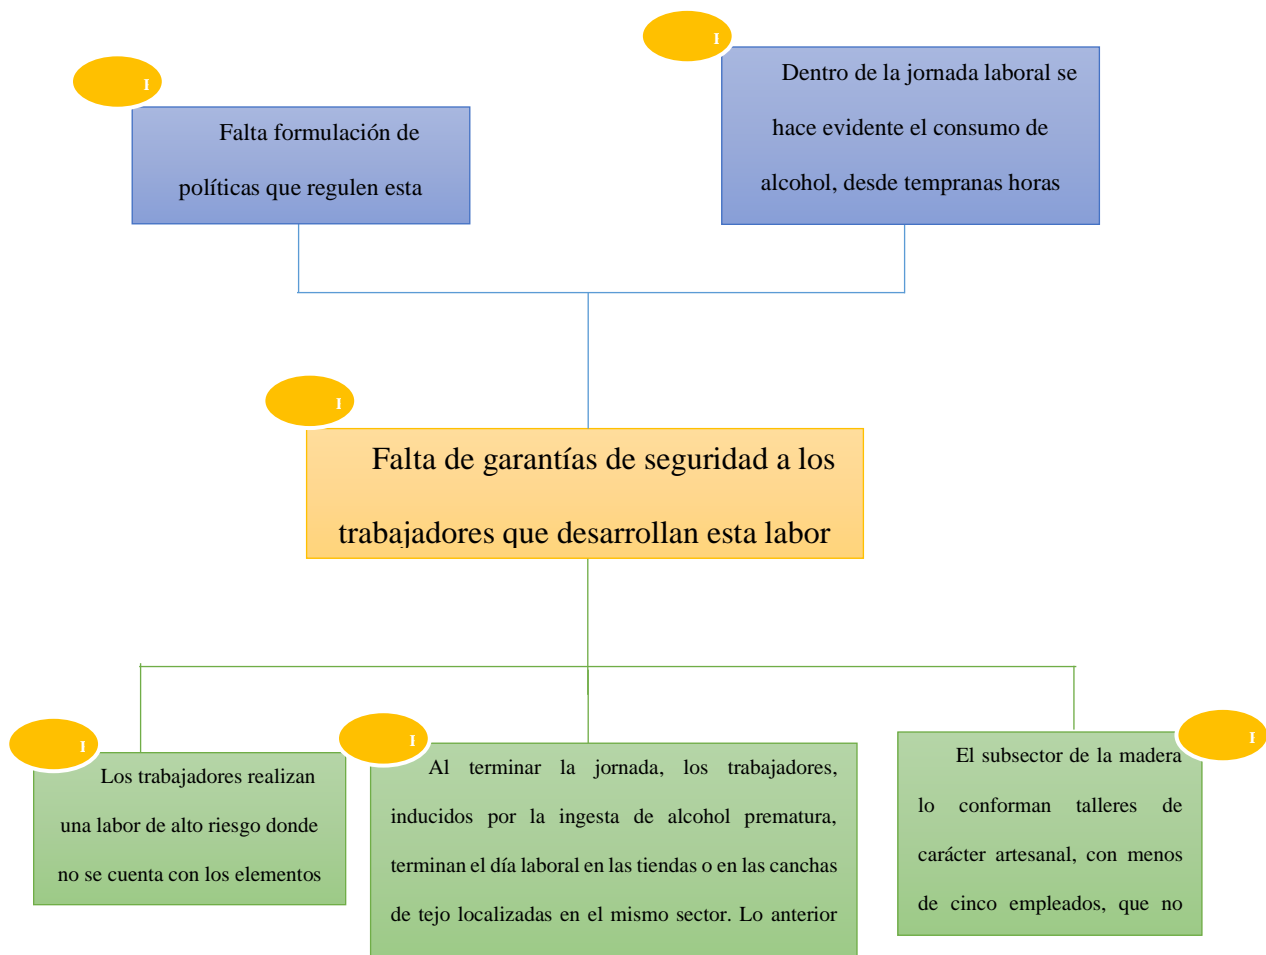 I
Dentro de la jornada laboral se
hace evidente el consumo de
alcohol, desde tempranas horas
I
Falta formulación de
políticas que regulen esta
I
Falta de garantías de seguridad a los
trabajadores que desarrollan esta labor
I
Los trabajadores realizan
una labor de alto riesgo donde
no se cuenta con los elementos
I
Al terminar la jornada, los trabajadores,
inducidos por la ingesta de alcohol prematura,
terminan el día laboral en las tiendas o en las canchas
de tejo localizadas en el mismo sector. Lo anterior
I
El subsector de la madera
lo conforman talleres de
carácter artesanal, con menos
de cinco empleados, que no